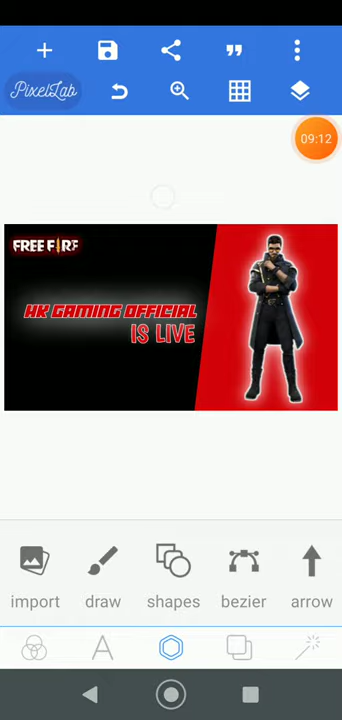 PixelLab
09:12
FREE FIRE
HK GAMING OFFICIAL
IS LIVE
import
draw
shapes
bezier
arrow